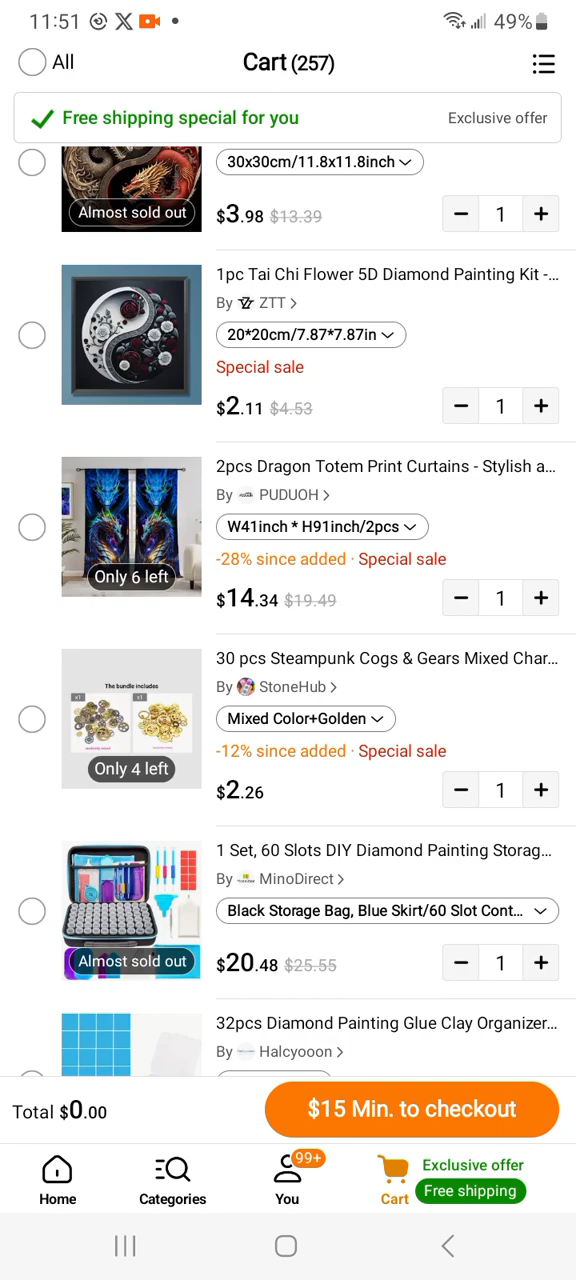 11:51 49%
All
Cart (257)
Free shipping special for you Exclusive offer
30x30cm/11.8x11.8inch
Almost sold out
$3.98 $13.39
1
1pc Tai Chi Flower 5D Diamond Painting Kit -...
By ZTT >
20*20cm/7.87*7.87in
Special sale
$2.11 $4.53
1
2pcs Dragon Totem Print Curtains - Stylish a...
By PUDUOH >
W41inch * H91inch/2pcs
-28% since added · Special sale
Only 6 left
$14.34 $19.49
1
30 pcs Steampunk Cogs & Gears Mixed Char...
By StoneHub >
The bundle includes
x1 x1
Mixed Color+Golden
-12% since added · Special sale
Only 4 left
$2.26
1
1 Set, 60 Slots DIY Diamond Painting Storag...
By MinoDirect >
Black Storage Bag, Blue Skirt/60 Slot Cont...
Almost sold out
$20.48 $25.55
1
32pcs Diamond Painting Glue Clay Organizer...
By Halcyooon >
Total $0.00
$15 Min. to checkout
99+
Exclusive offer
Free shipping
Home
Categories
You
Cart